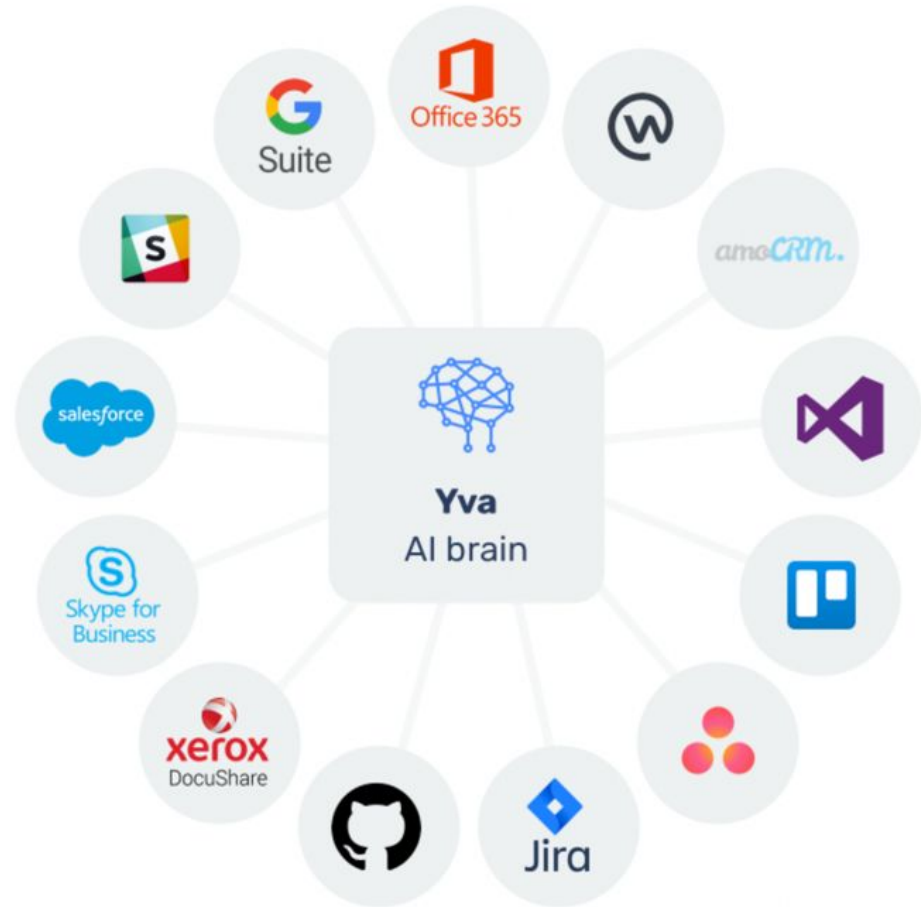 Office 365
G
Suite
W
amoCRM.
S
salesforce
Yva
AI brain
S
Skype for
Business
xerox
DocuShare
Jira